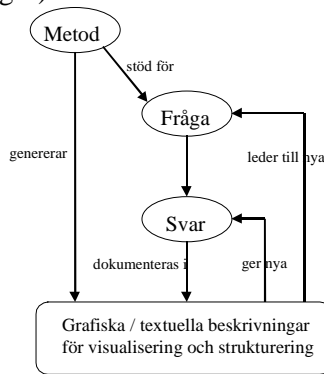 Metod
stöd för
Fråga
genererar
leder till nya
Svar
dokumenteras i
ger nya
Grafiska / textuella beskrivningar
för visualisering och strukturering